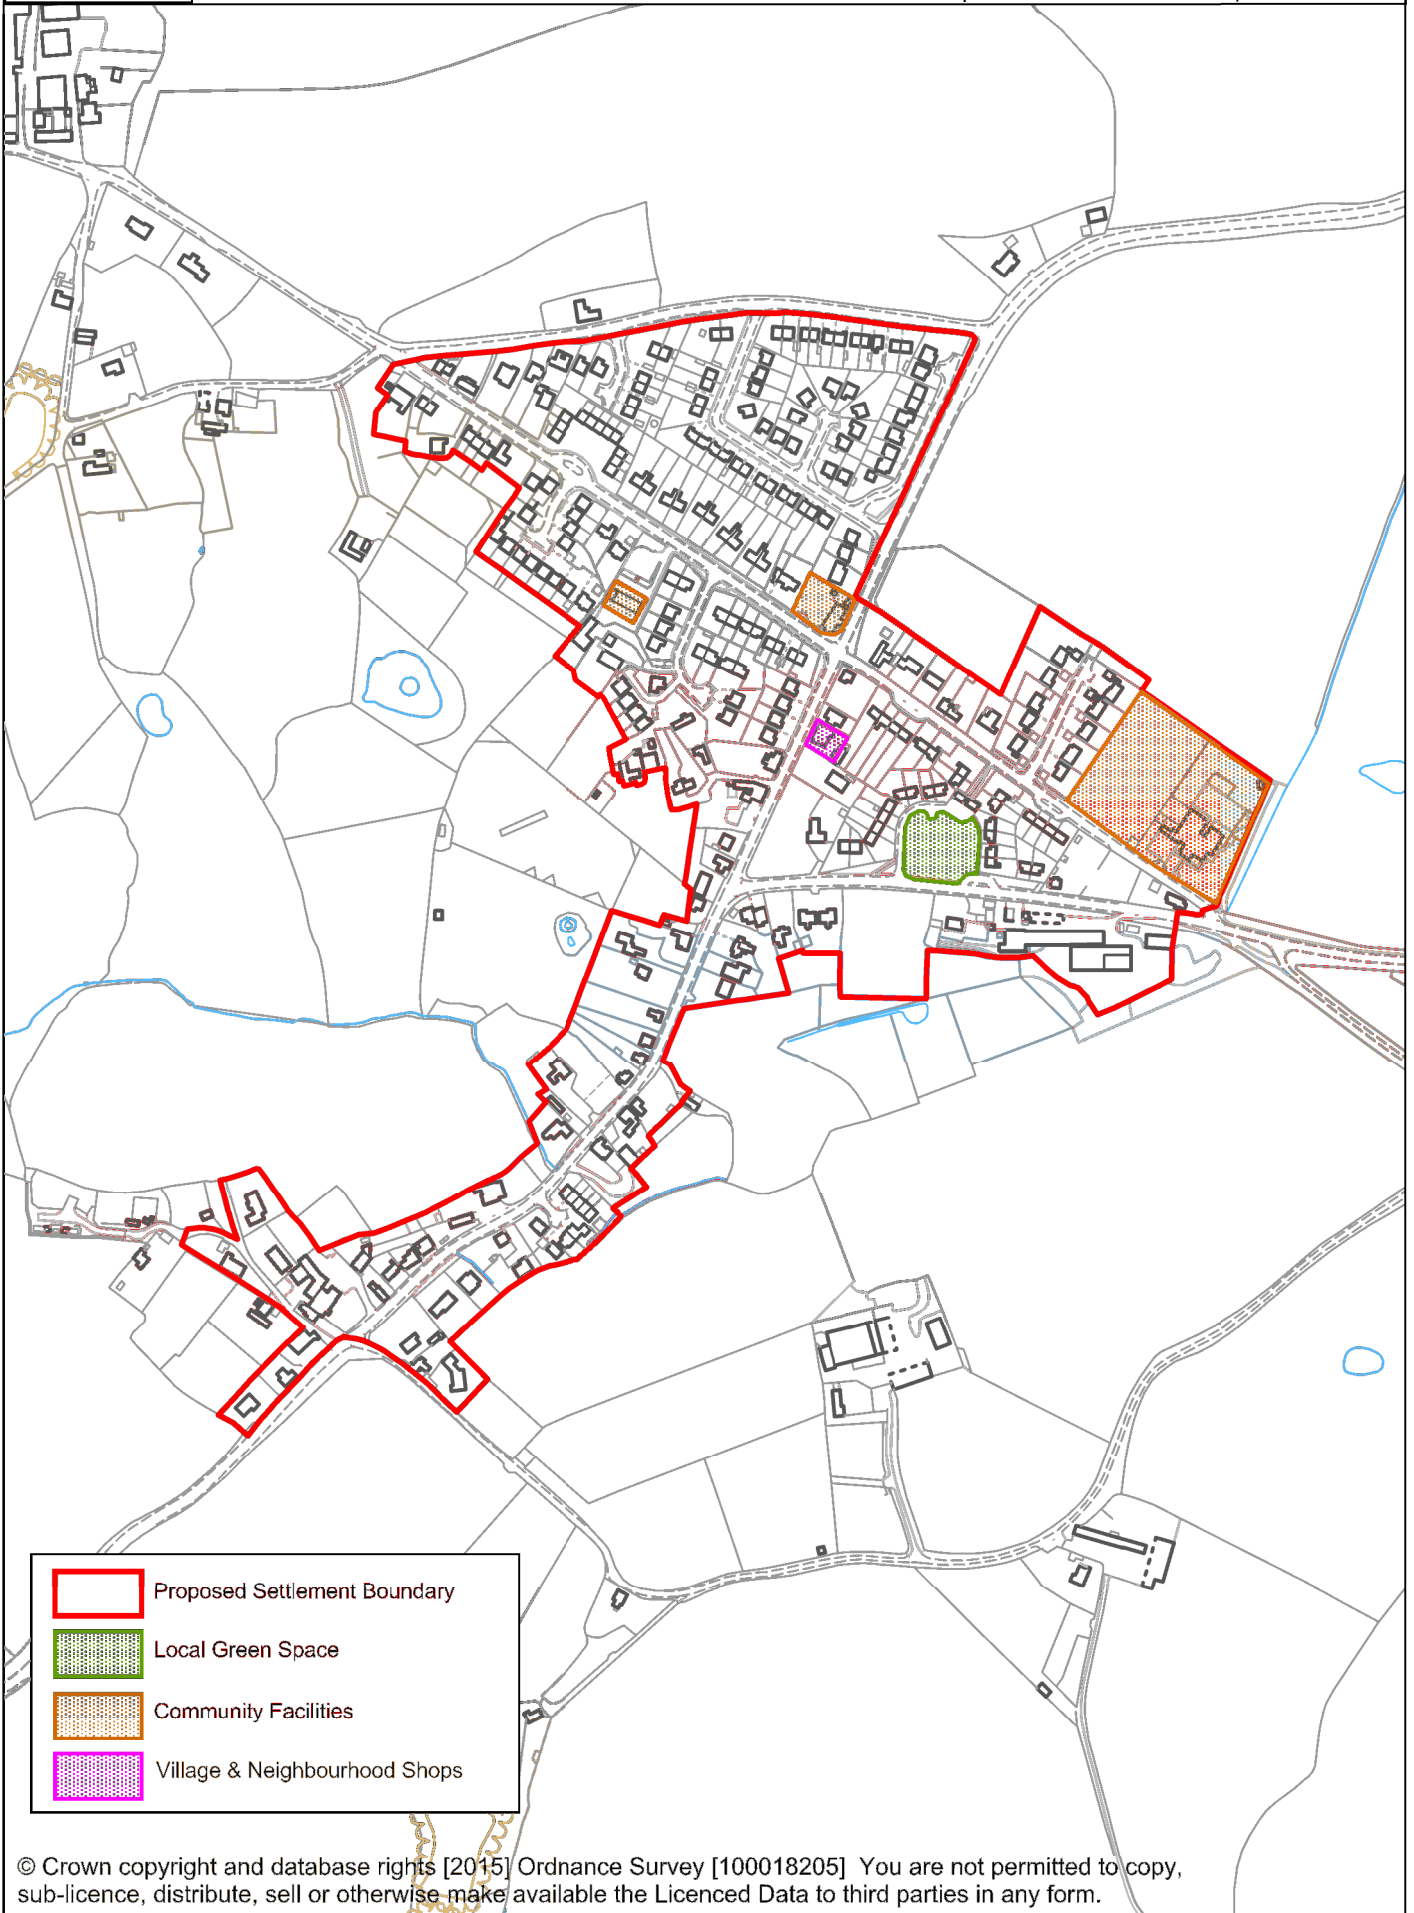 Proposed Settlement Boundary
Local Green Space
Community Facilities
Village & Neighbourhood Shops
© Crown copyright and database rights [2015] Ordnance Survey [100018205] You are not permitted to copy,
sub-licence, distribute, sell or otherwise make available the Licenced Data to third parties in any form.